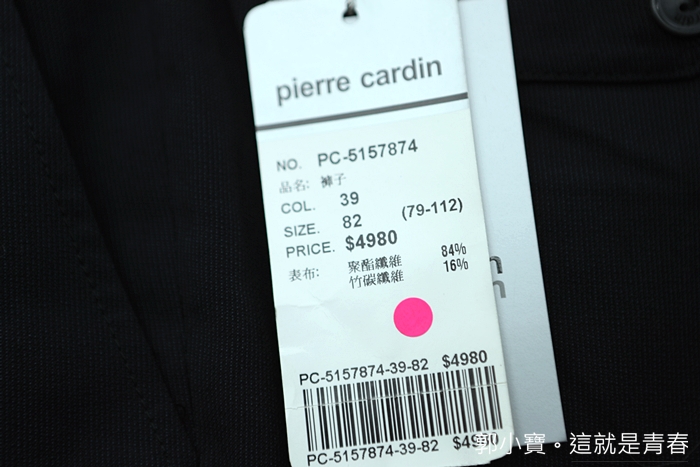 pierre cardin
NO. PC-5157874
品名: 褲子
COL. 39
SIZE. 82 (79-112)
PRICE. $4980
表布: 聚酯纖維 84%
竹碳纖維 16%
PC-5157874-39-82 $4980
PC-5157874-39-82 $4980
郭小寶。這就是青春